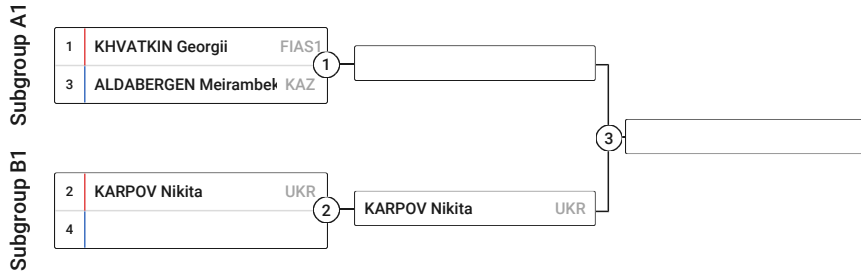 Subgroup A1
1 KHVATKIN Georgii FIAS1
3 ALDABERGEN Meirambek KAZ
1
3
Subgroup B1
2 KARPOV Nikita UKR
4
2
KARPOV Nikita UKR